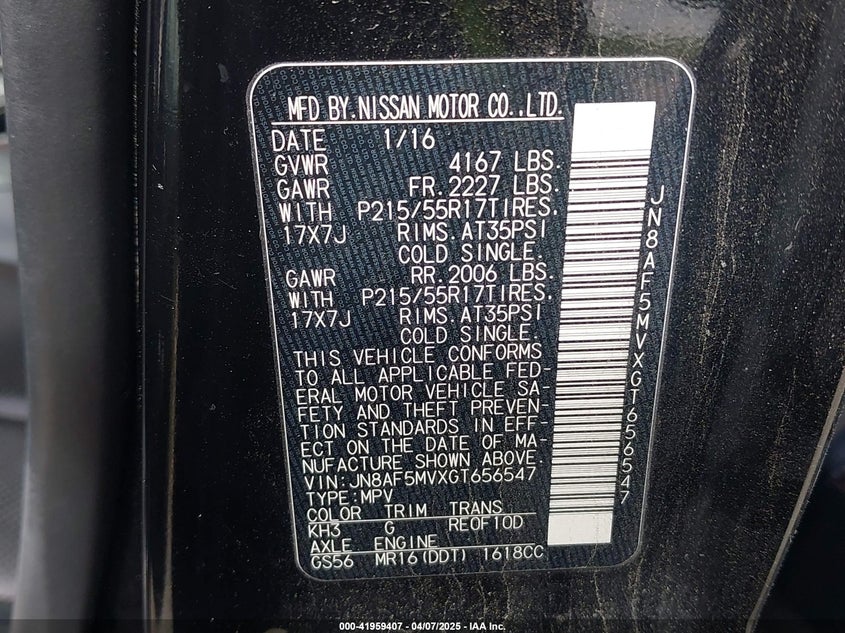 MFD BY.NISSAN MOTOR CO.,LTD.
DATE 1/16
GVWR 4167 LBS.
GAWR FR.2227 LBS.
WITH P215/55R17TIRES.
17X7J RIMS.AT35PSI
COLD SINGLE.
GAWR RR.2006 LBS.
WITH P215/55R17TIRES.
17X7J RIMS.AT35PSI
COLD SINGLE.
THIS VEHICLE CONFORMS
TO ALL APPLICABLE FED-
ERAL MOTOR VEHICLE SA-
FETY AND THEFT PREVEN-
TION STANDARDS IN EFF-
ECT ON THE DATE OF MA-
NUFACTURE SHOWN ABOVE.
VIN:JN8AF5MVXGT656547
TYPE:MPV
COLOR TRIM TRANS
KH3 G RE0F10D
AXLE ENGINE
GS56 MR16(DDT) 1618CC
JN8AF5MVXGT656547
000-41959407 - 04/07/2025 - IAA Inc.